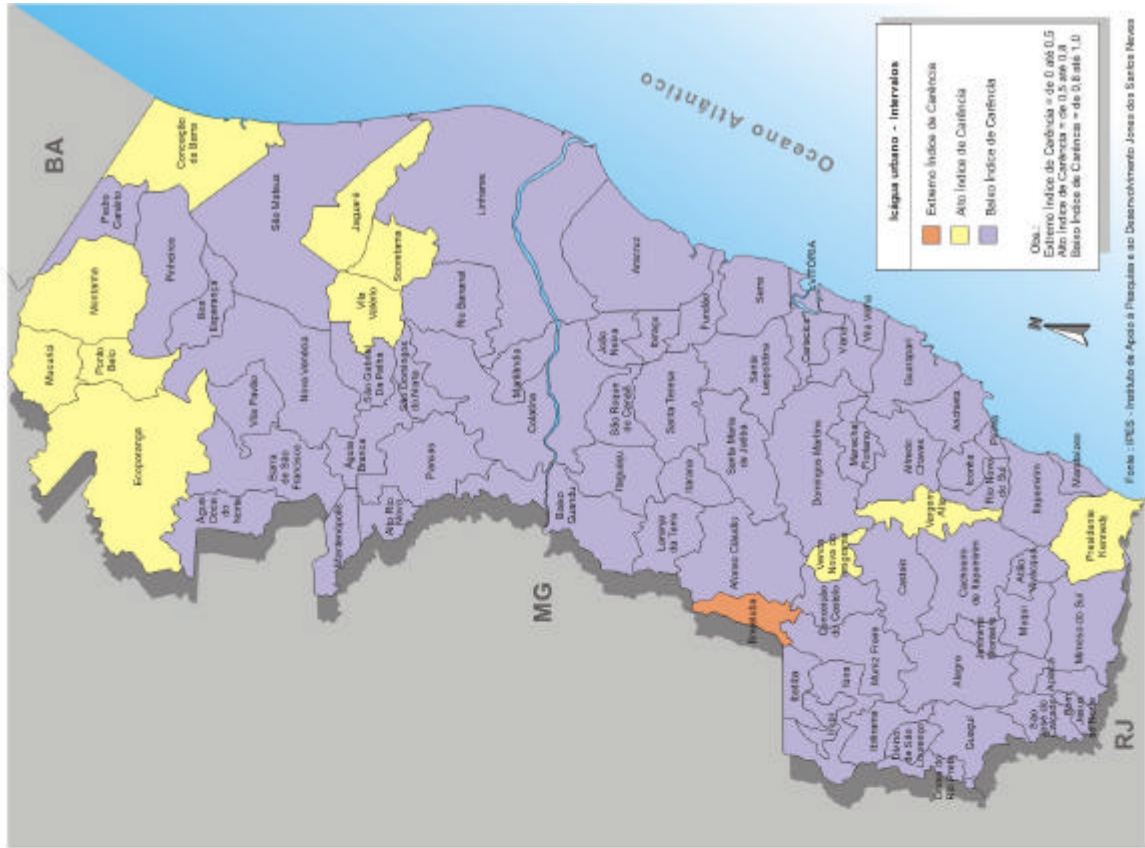 BA
MG
RJ
Oceano Atlântico
N
Mucurici
Montanha
Ponto
Belo
Ecoporanga
Pedro
Canário
Conceição
da Barra
Pinheiros
Boa
Esperança
São Mateus
Jaguaré
Sooretama
Vila
Valério
Linhares
Rio Bananal
Nova Venécia
Vila Pavão
Barra
de São
Francisco
Água
Doce
do
Norte
Mantenópolis
Alto Rio
Novo
Águia
Branca
Pancas
São Gabriel
Da Palha
São Domingos
do Norte
Marilândia
Colatina
Baixo
Guandu
Aracruz
João
Neiva
Ibiraçu
Fundão
Serra
VITÓRIA
Cariacica
Viana
Vila Velha
São Roque
do Canaã
Santa Teresa
Santa
Leopoldina
Itaguaçu
Itarana
Santa Maria
de Jetibá
Laranja
da Terra
Afonso Cláudio
Domingos Martins
Marechal
Floriano
Guarapari
Alfredo
Chaves
Anchieta
Piúma
Iconha
Rio Novo
do Sul
Itapemirim
Marataízes
Presidente
Kennedy
Vargem
Alta
Venda
Nova do
Conceição
do Castelo
Castelo
Cachoeiro
de Itapemirim
Muqui
Mimoso do Sul
Muniz Freire
Alegre
Jerônimo
Monteiro
Ibatiba
Iúna
Irupi
Ibitirama
Divino
de São
Lourenço
Guaçuí
São
José do
Calçado
Apiacá
Bom
Jesus
do Norte
Icágua urbano - Intervalos
Extremo Índice de Carência
Alto Índice de Carência
Baixo Índice de Carência
Obs.:
Extremo Índice de Carência = de 0 até 0,5
Alto Índice de Carência = de 0,5 até 0,8
Baixo Índice de Carência = de 0,8 até 1,0
Fonte : IPES - Instituto de Apoio à Pesquisa e ao Desenvolvimento Jones dos Santos Neves